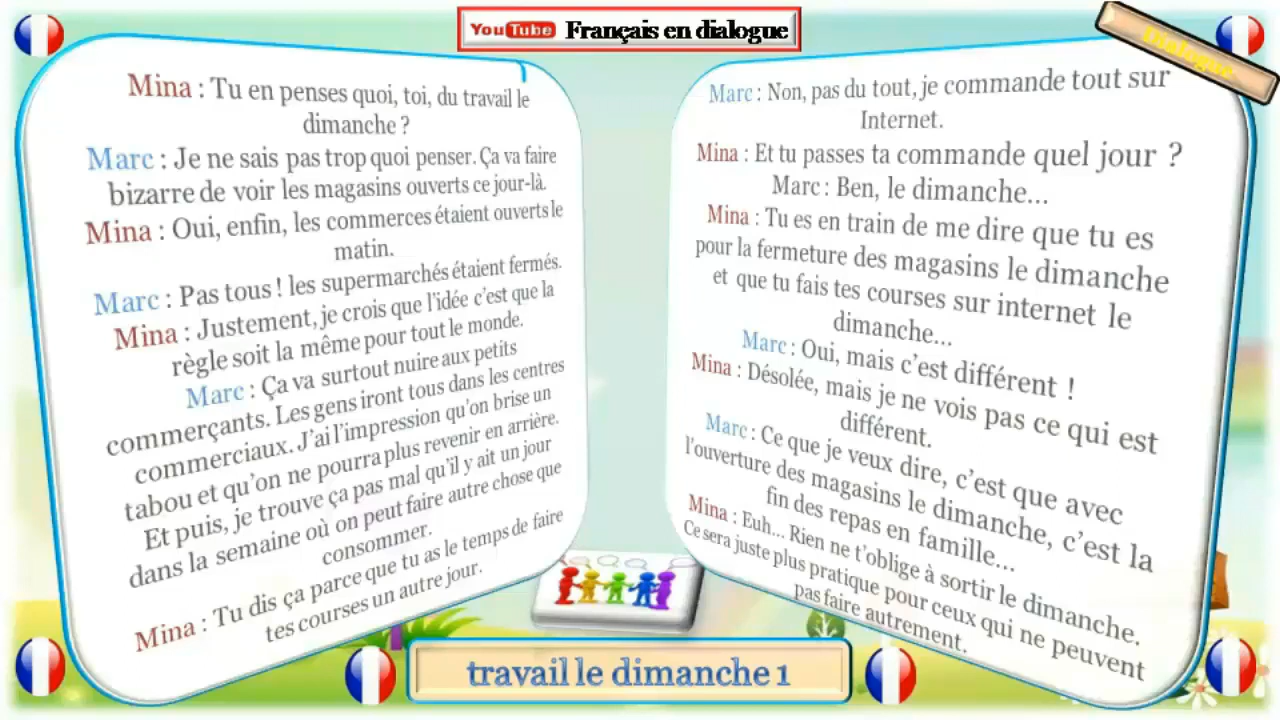 YouTube Français en dialogue
Dialogue
Mina : Tu en penses quoi, toi, du travail le
dimanche ?
Marc : Je ne sais pas trop quoi penser. Ça va faire
bizarre de voir les magasins ouverts ce jour-là.
Mina : Oui, enfin, les commerces étaient ouverts le
matin.
Marc : Pas tous ! les supermarchés étaient fermés.
Mina : Justement, je crois que l'idée c'est que la
règle soit la même pour tout le monde.
Marc : Ça va surtout nuire aux petits
commerçants. Les gens iront tous dans les centres
commerciaux. J'ai l'impression qu'on brise un
tabou et qu'on ne pourra plus revenir en arrière.
Et puis, je trouve ça pas mal qu'il y ait un jour
dans la semaine où on peut faire autre chose que
consommer.
Mina : Tu dis ça parce que tu as le temps de faire
tes courses un autre jour.
Marc : Non, pas du tout, je commande tout sur
Internet.
Mina : Et tu passes ta commande quel jour ?
Marc : Ben, le dimanche...
Mina : Tu es en train de me dire que tu es
pour la fermeture des magasins le dimanche
et que tu fais tes courses sur internet le
dimanche...
Marc : Oui, mais c'est différent !
Mina : Désolée, mais je ne vois pas ce qui est
différent.
Marc : Ce que je veux dire, c'est que avec
l'ouverture des magasins le dimanche, c'est la
fin des repas en famille...
Mina : Euh... Rien ne t'oblige à sortir le dimanche.
Ce sera juste plus pratique pour ceux qui ne peuvent
pas faire autrement.
travail le dimanche 1